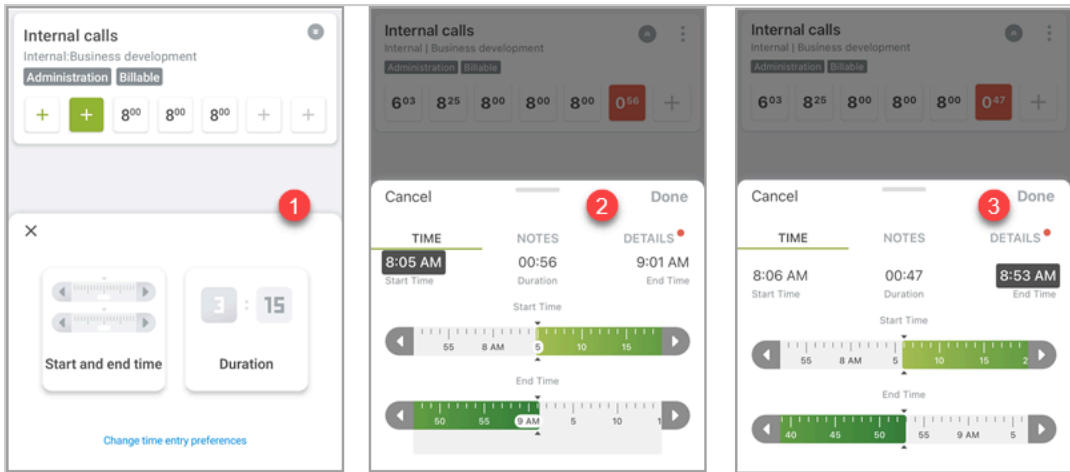 Internal calls
Internal:Business development
Administration Billable
+ + 8⁰⁰ 8⁰⁰ 8⁰⁰ + +
1
×
3 : 15
Start and end time Duration
Change time entry preferences
Internal calls
Internal | Business development
Administration Billable
6⁰³ 8²⁵ 8⁰⁰ 8⁰⁰ 8⁰⁰ 0⁵⁶ +
Cancel 2 Done
TIME NOTES DETAILS
8:05 AM 00:56 9:01 AM
Start Time Duration End Time
Start Time
55 8 AM 5 10 15
End Time
50 55 9 AM 5 10 1
Internal calls
Internal | Business development
Administration Billable
6⁰³ 8²⁵ 8⁰⁰ 8⁰⁰ 8⁰⁰ 0⁴⁷ +
Cancel 3 Done
TIME NOTES DETAILS
8:06 AM 00:47 8:53 AM
Start Time Duration End Time
Start Time
55 8 AM 5 10 15 2
End Time
40 45 50 55 9 AM 5